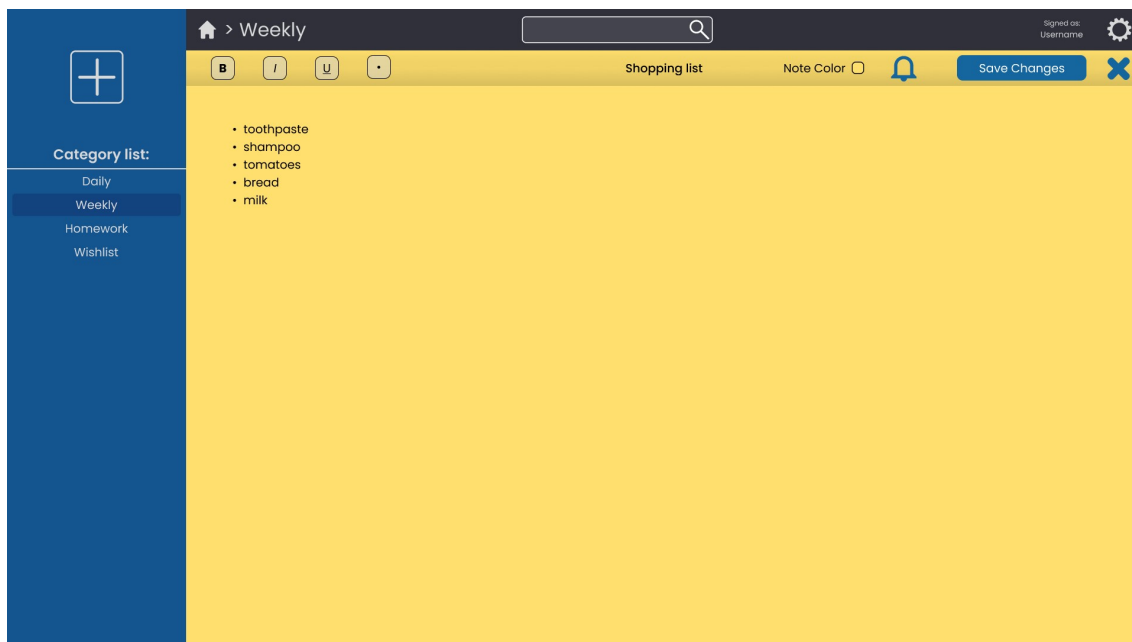 > Weekly
Signed as:
Username
B I U •
Shopping list
Note Color
Save Changes
Category list:
Daily
Weekly
Homework
Wishlist
• toothpaste
• shampoo
• tomatoes
• bread
• milk